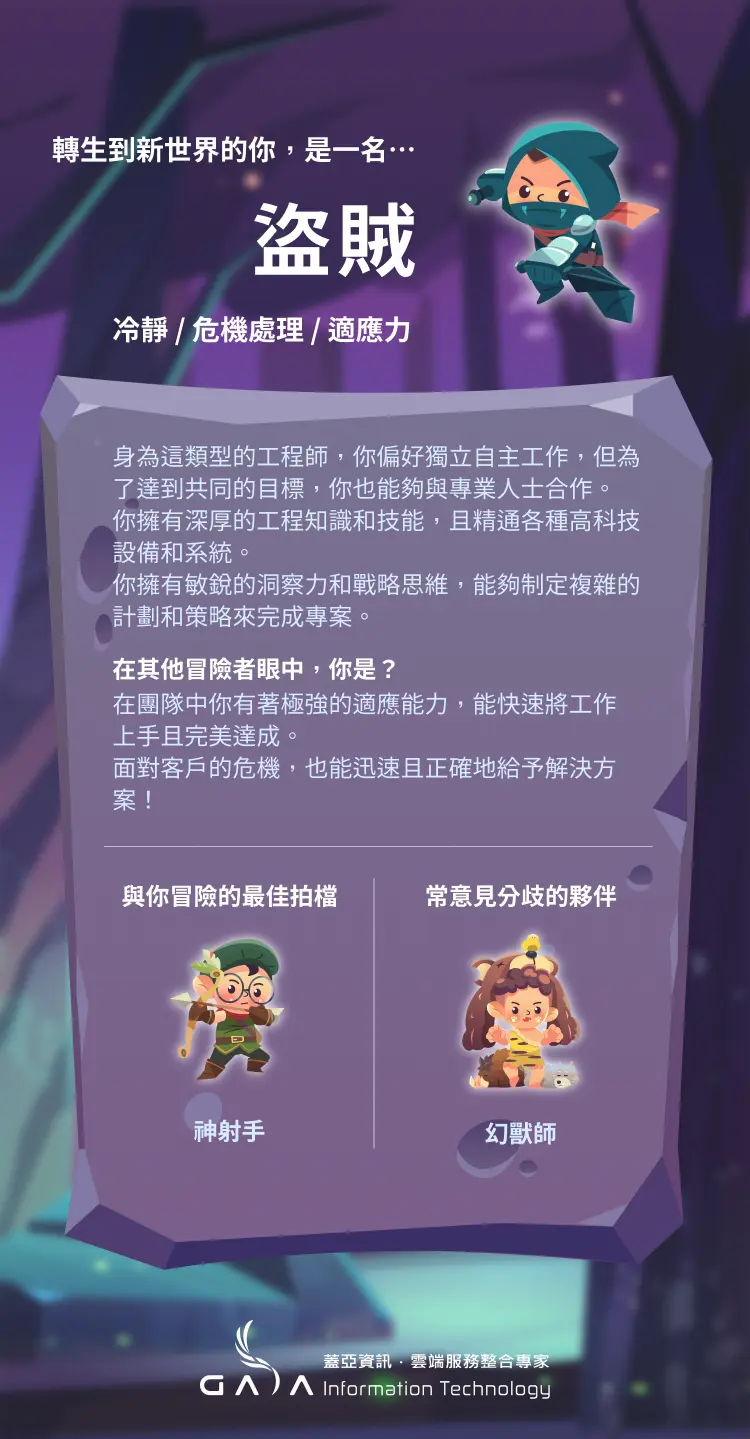 轉生到新世界的你，是一名…
盜賊
冷靜 / 危機處理 / 適應力
身為這類型的工程師，你偏好獨立自主工作，但為
了達到共同的目標，你也能夠與專業人士合作。
你擁有深厚的工程知識和技能，且精通各種高科技
設備和系統。
你擁有敏銳的洞察力和戰略思維，能夠制定複雜的
計劃和策略來完成專案。
在其他冒險者眼中，你是？
在團隊中你有著極強的適應能力，能快速將工作
上手且完美達成。
面對客戶的危機，也能迅速且正確地給予解決方
案！
與你冒險的最佳拍檔
常意見分歧的夥伴
神射手
幻獸師
蓋亞資訊．雲端服務整合專家
GAIA Information Technology